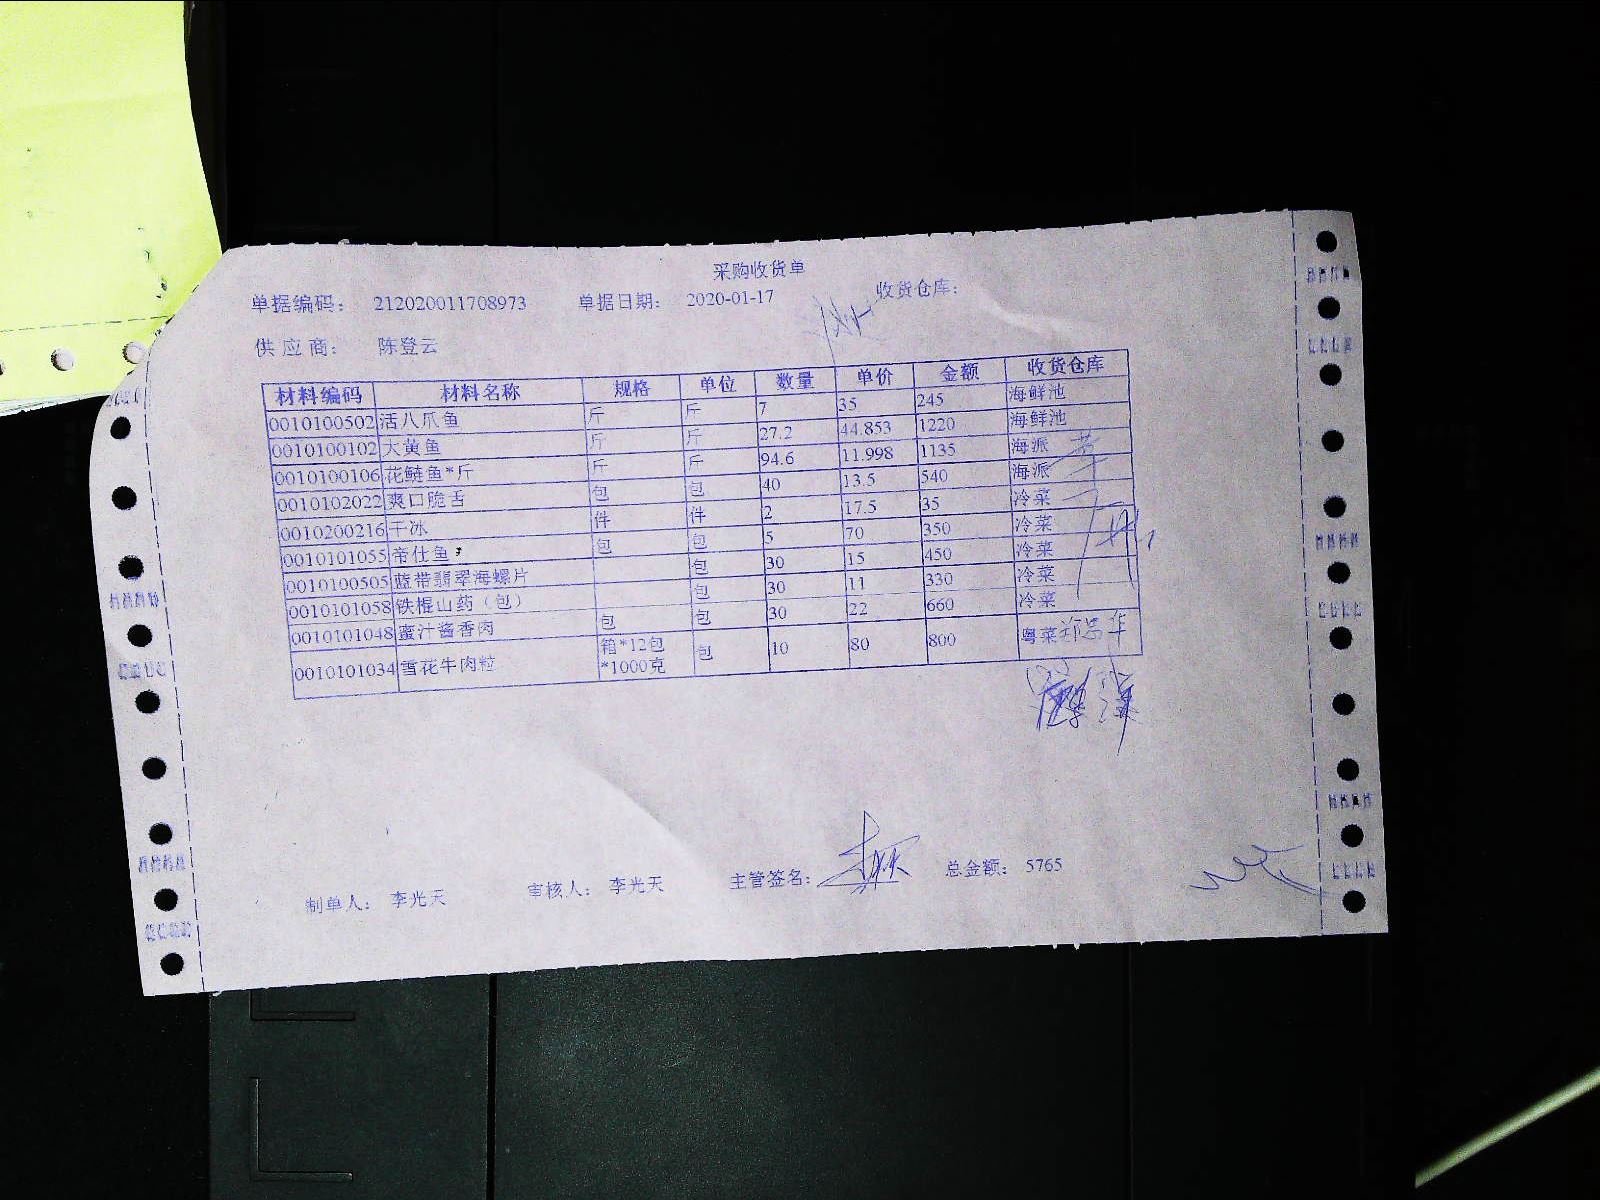 采购收货单
单据编码: 212020011708973 单据日期: 2020-01-17 收货仓库:
供应商: 陈登云
材料编码 材料名称 规格 单位 数量 单价 金额 收货仓库
0010100502 活八爪鱼 斤 斤 7 35 245 海鲜池
0010100102 大黄鱼 斤 斤 27.2 44.853 1220 海鲜池
0010100106 花鲢鱼*斤 斤 斤 94.6 11.998 1135 海派
0010102022 爽口脆舌 包 包 40 13.5 540 海派
0010200216 干冰 件 件 2 17.5 35 冷菜
0010101055 帝仕鱼 包 包 5 70 350 冷菜
0010100505 蓝带翡翠海螺片 包 30 15 450 冷菜
0010101058 铁棍山药（包） 包 30 11 330 冷菜
0010101048 蜜汁酱香肉 包 包 30 22 660 冷菜
0010101034 雪花牛肉粒 箱*12包*1000克 包 10 80 800 粤菜
制单人: 李光天 审核人: 李光天 主管签名: 总金额: 5765